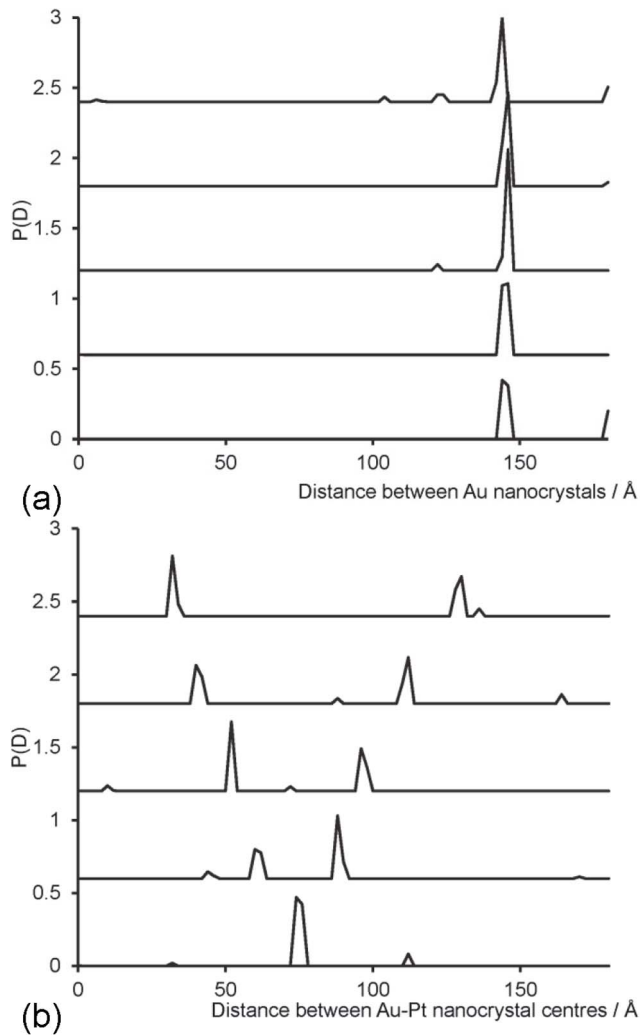 3
2.5
2
1.5
1
0.5
0
P(D)
0 50 100 150
(a)
Distance between Au nanocrystals / Å
3
2.5
2
1.5
1
0.5
0
P(D)
0 50 100 150
(b)
Distance between Au-Pt nanocrystal centres / Å